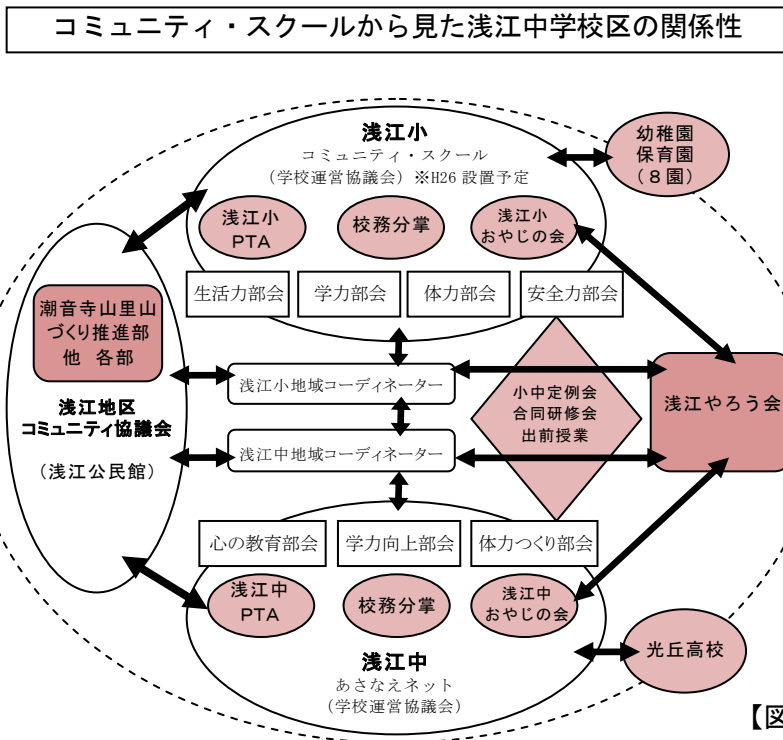 コミュニティ・スクールから見た浅江中学校区の関係性
浅江小
コミュニティ・スクール
(学校運営協議会)※H26 設置予定
幼稚園
保育園
(8園)
浅江小
PTA
校務分掌
浅江小
おやじの会
生活力部会
学力部会
体力部会
安全力部会
潮音寺山里山
づくり推進部
他 各部
浅江地区
コミュニティ協議会
(浅江公民館)
浅江小地域コーディネーター
浅江中地域コーディネーター
小中定例会
合同研修会
出前授業
浅江やろう会
心の教育部会
学力向上部会
体力つくり部会
浅江中
PTA
校務分掌
浅江中
おやじの会
浅江中
あさなえネット
(学校運営協議会)
光丘高校
【図